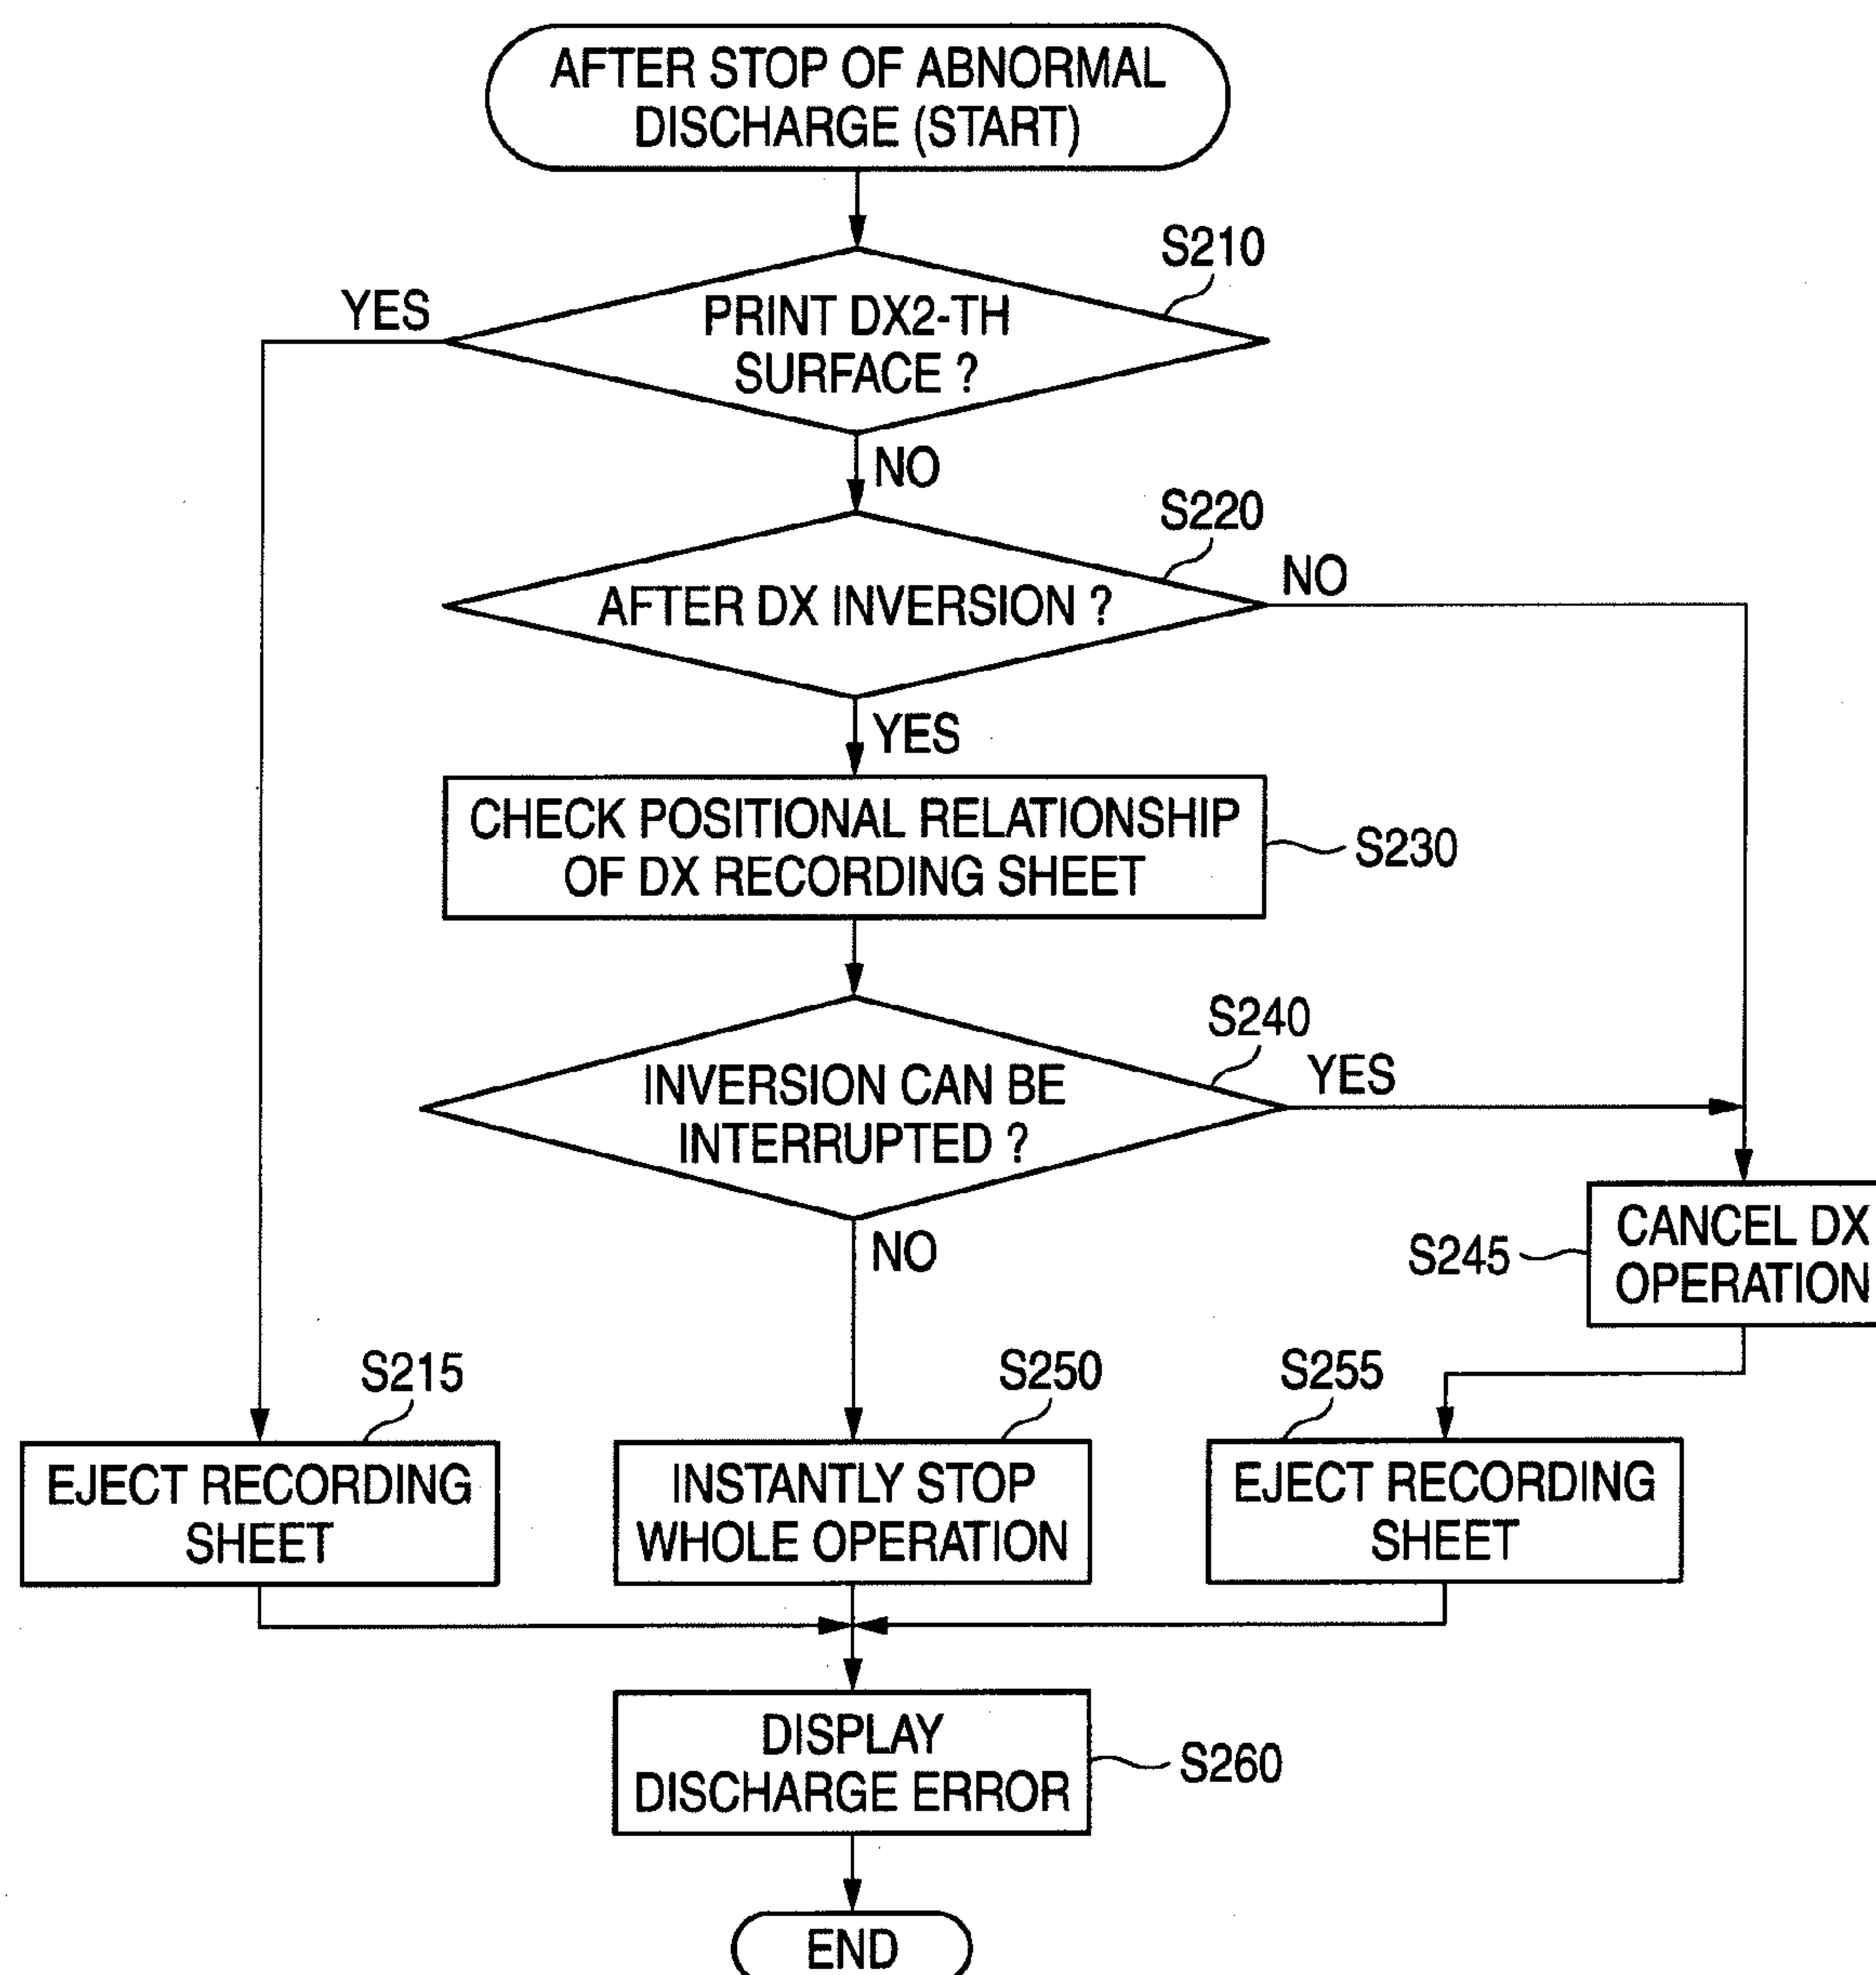 AFTER STOP OF ABNORMAL
DISCHARGE (START)
S210
YES
PRINT DX2-TH
SURFACE ?
NO
S220
NO
AFTER DX INVERSION ?
YES
CHECK POSITIONAL RELATIONSHIP
OF DX RECORDING SHEET
S230
S240
INVERSION CAN BE
INTERRUPTED ?
YES
NO
S245
CANCEL DX
OPERATION
S215
EJECT RECORDING
SHEET
S250
INSTANTLY STOP
WHOLE OPERATION
S255
EJECT RECORDING
SHEET
DISPLAY
DISCHARGE ERROR
S260
END